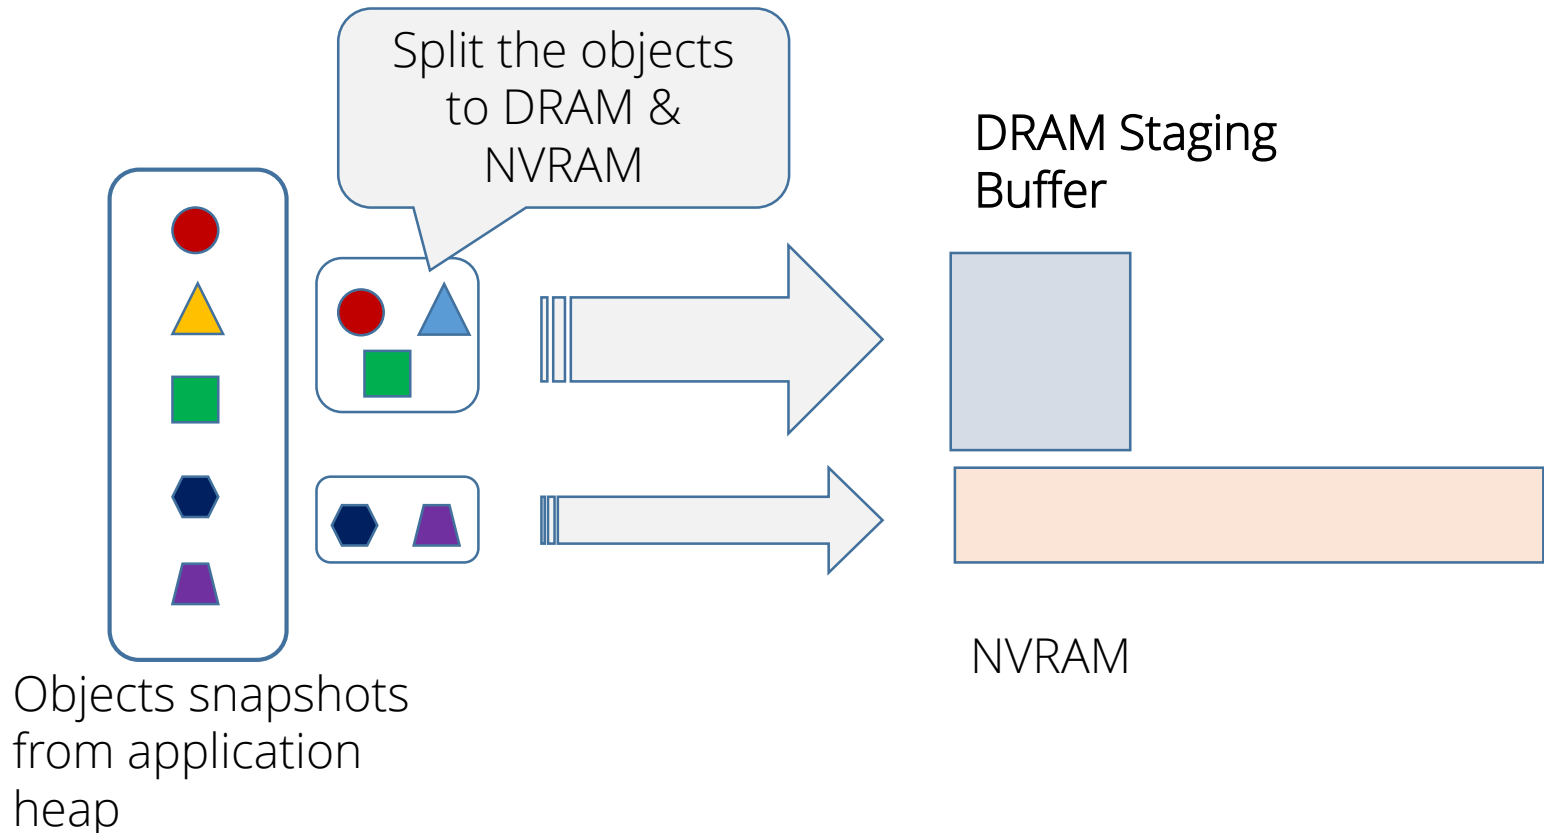 Split the objects
to DRAM &
NVRAM
DRAM Staging
Buffer
NVRAM
Objects snapshots
from application
heap